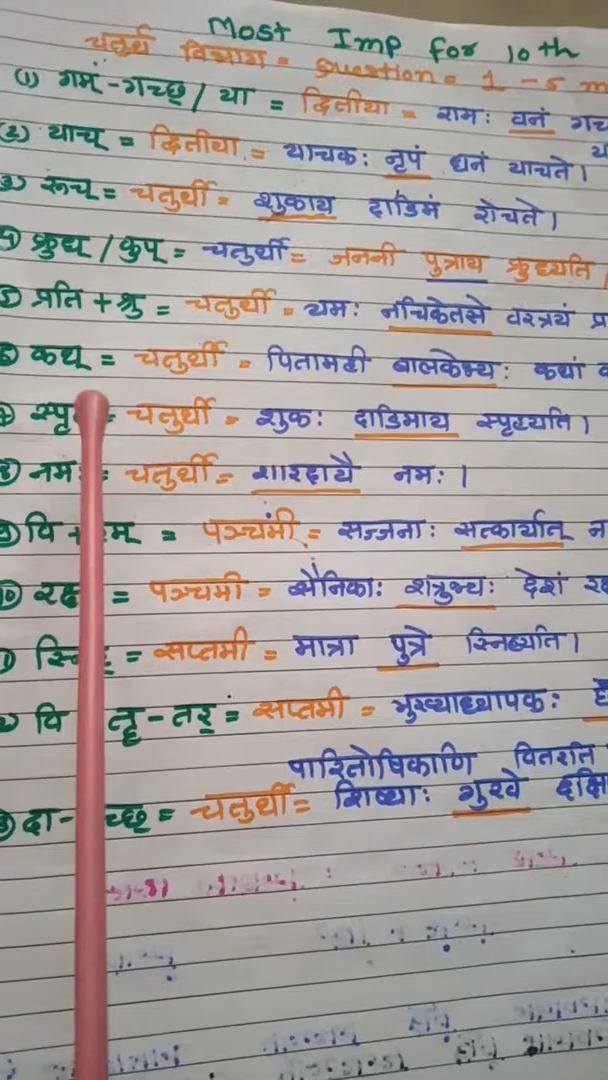 Most Imp for 10th
चतुर्थ विभाग = Question = 1 - 5 m
(1) गम्-गच्छ् / या = द्वितीया = रामः वनं गच
(2) याच् = द्वितीया = याचकः नृपं धनं याचते।
रूच् = चतुर्थी = शुकाय दाडिमं रोचते।
क्रुध् / कुप् = चतुर्थी = जननी पुत्राय क्रुध्यति
प्रति + श्रु = चतुर्थी = यमः नचिकेतसे वरत्रयं प्र
कथ् = चतुर्थी = पितामही बालकेभ्यः कथां क
स्पृ = चतुर्थी = शुकः दाडिमाय स्पृहयति।
नमः = चतुर्थी = शारदायै नमः।
वि + म् = पञ्चमी = सज्जनाः सत्कार्यात् न
रक्ष = पञ्चमी = सैनिकाः शत्रुभ्यः देशं रक्ष
स्नि = सप्तमी = मात्रा पुत्रे स्निह्यति।
वि तृ-तर् = सप्तमी = मुख्याध्यापकः
पारितोषिकाणि वितरति
दा- च्छ् = चतुर्थी = शिष्याः गुरवे दक्षि